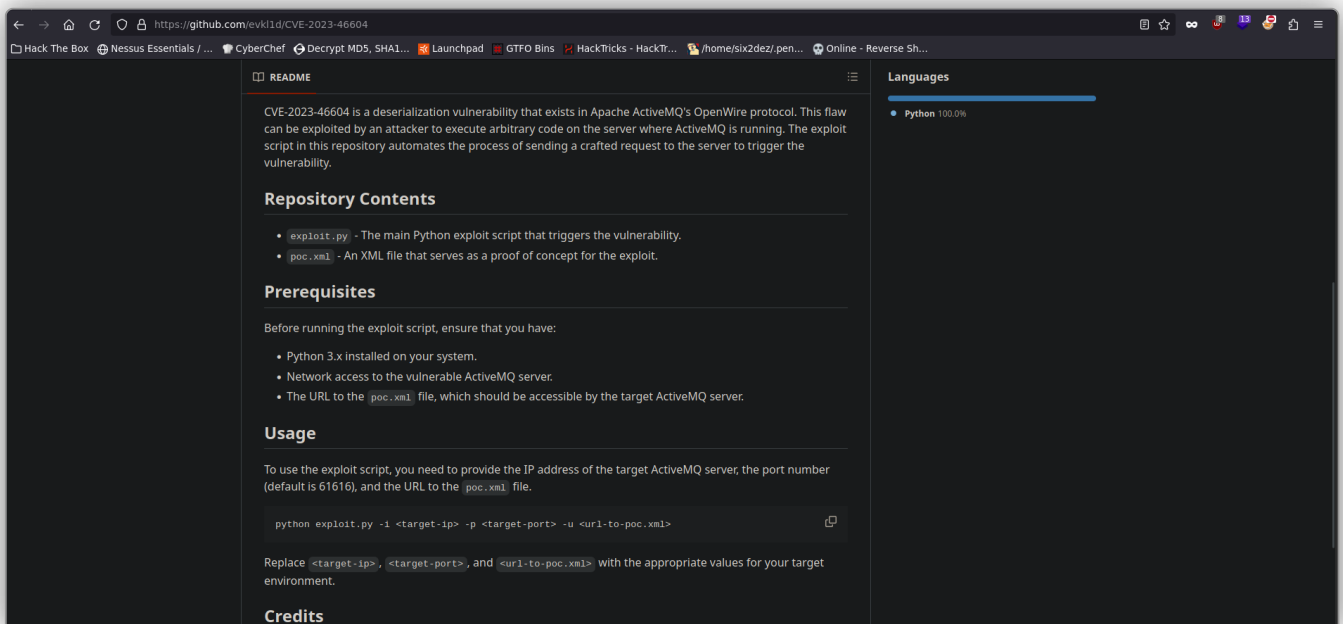 https://github.com/evkl1d/CVE-2023-46604
8
13
Hack The Box
Nessus Essentials / ...
CyberChef
Decrypt MD5, SHA1...
Launchpad
GTFO Bins
HackTricks - HackTr...
/home/six2dez/.pen...
Online - Reverse Sh...
README
CVE-2023-46604 is a deserialization vulnerability that exists in Apache ActiveMQ's OpenWire protocol. This flaw
can be exploited by an attacker to execute arbitrary code on the server where ActiveMQ is running. The exploit
script in this repository automates the process of sending a crafted request to the server to trigger the
vulnerability.
Repository Contents
• exploit.py - The main Python exploit script that triggers the vulnerability.
• poc.xml - An XML file that serves as a proof of concept for the exploit.
Prerequisites
Before running the exploit script, ensure that you have:
• Python 3.x installed on your system.
• Network access to the vulnerable ActiveMQ server.
• The URL to the poc.xml file, which should be accessible by the target ActiveMQ server.
Usage
To use the exploit script, you need to provide the IP address of the target ActiveMQ server, the port number
(default is 61616), and the URL to the poc.xml file.
python exploit.py -i <target-ip> -p <target-port> -u <url-to-poc.xml>
Replace <target-ip>, <target-port>, and <url-to-poc.xml> with the appropriate values for your target
environment.
Credits
Languages
Python 100.0%